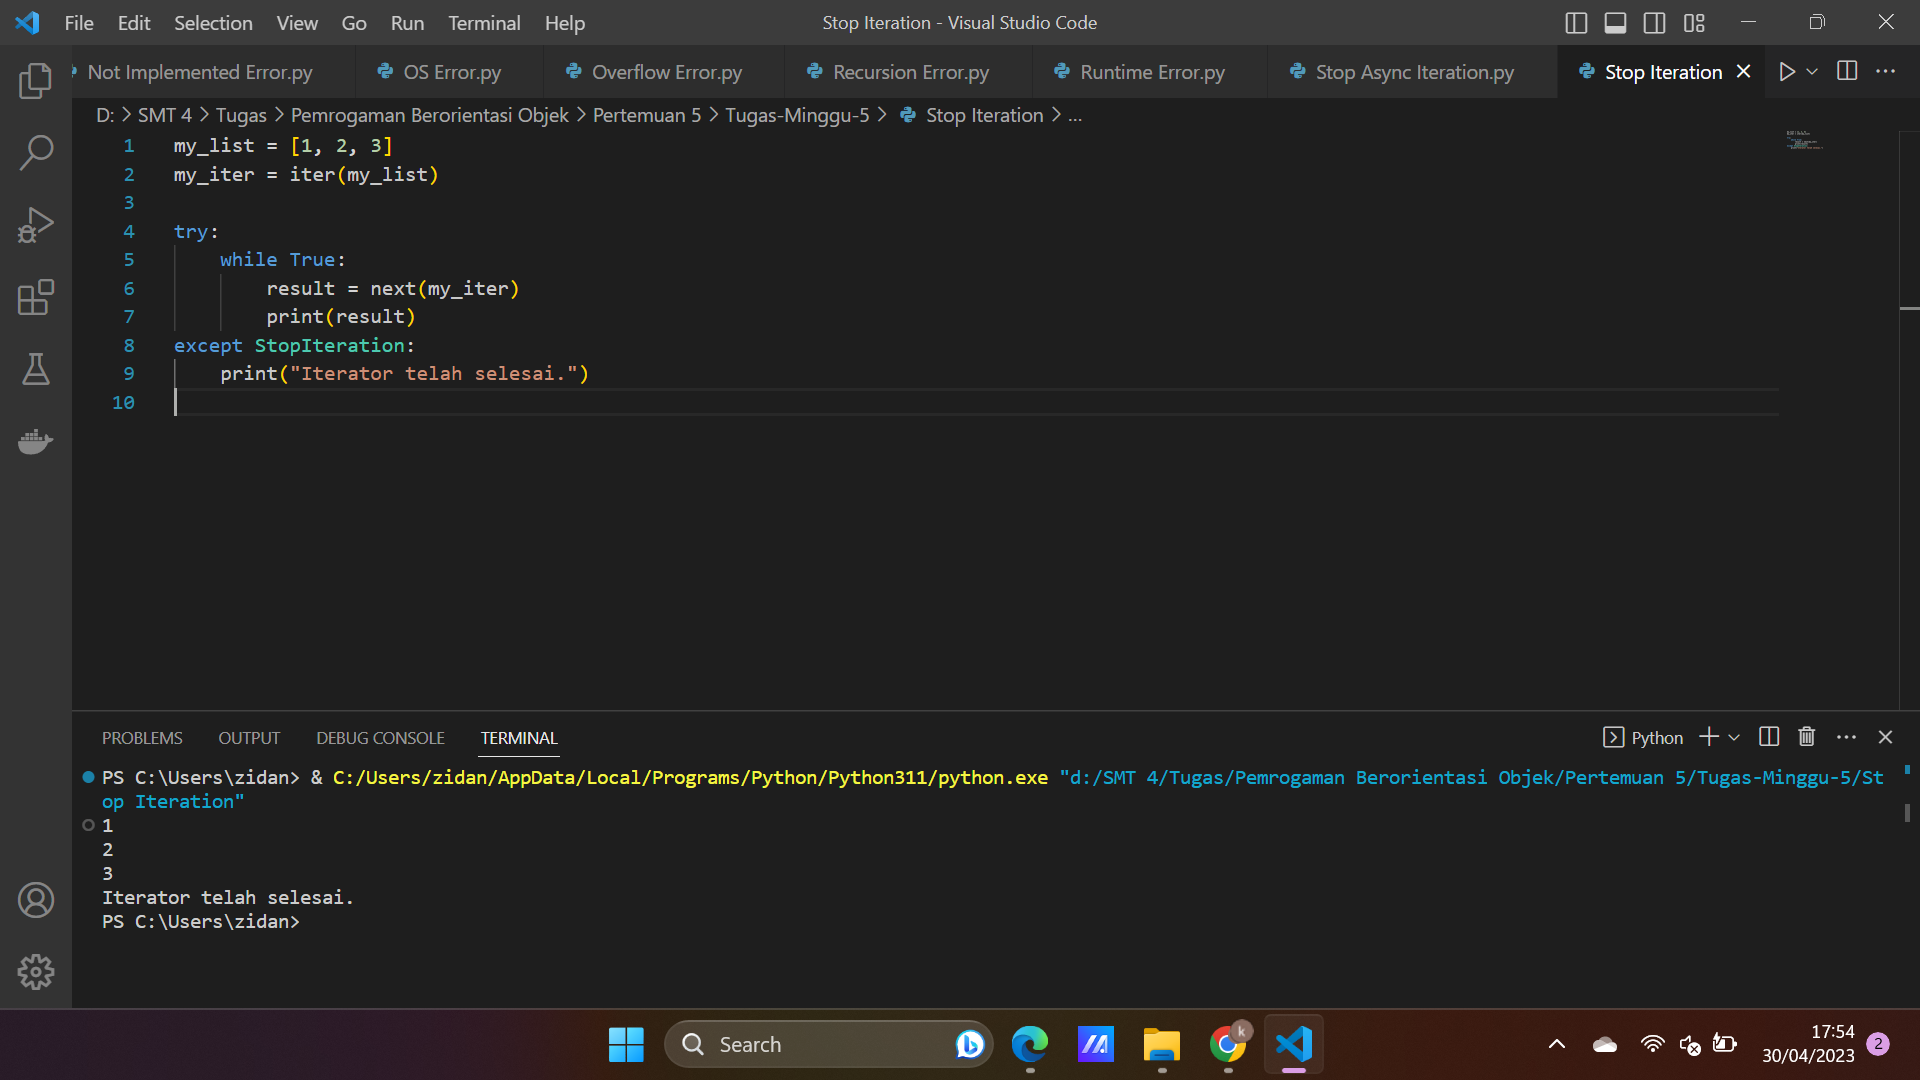 File Edit Selection View Go Run Terminal Help
Stop Iteration - Visual Studio Code
Not Implemented Error.py OS Error.py Overflow Error.py Recursion Error.py Runtime Error.py Stop Async Iteration.py Stop Iteration
D: > SMT 4 > Tugas > Pemrogaman Berorientasi Objek > Pertemuan 5 > Tugas-Minggu-5 > Stop Iteration > ...
1 my_list = [1, 2, 3]
2 my_iter = iter(my_list)
3
4 try:
5     while True:
6         result = next(my_iter)
7         print(result)
8 except StopIteration:
9     print("Iterator telah selesai.")
10
PROBLEMS OUTPUT DEBUG CONSOLE TERMINAL
Python
PS C:\Users\zidan> & C:/Users/zidan/AppData/Local/Programs/Python/Python311/python.exe "d:/SMT 4/Tugas/Pemrogaman Berorientasi Objek/Pertemuan 5/Tugas-Minggu-5/St
op Iteration"
1
2
3
Iterator telah selesai.
PS C:\Users\zidan>
Search
k
17:54
30/04/2023
2